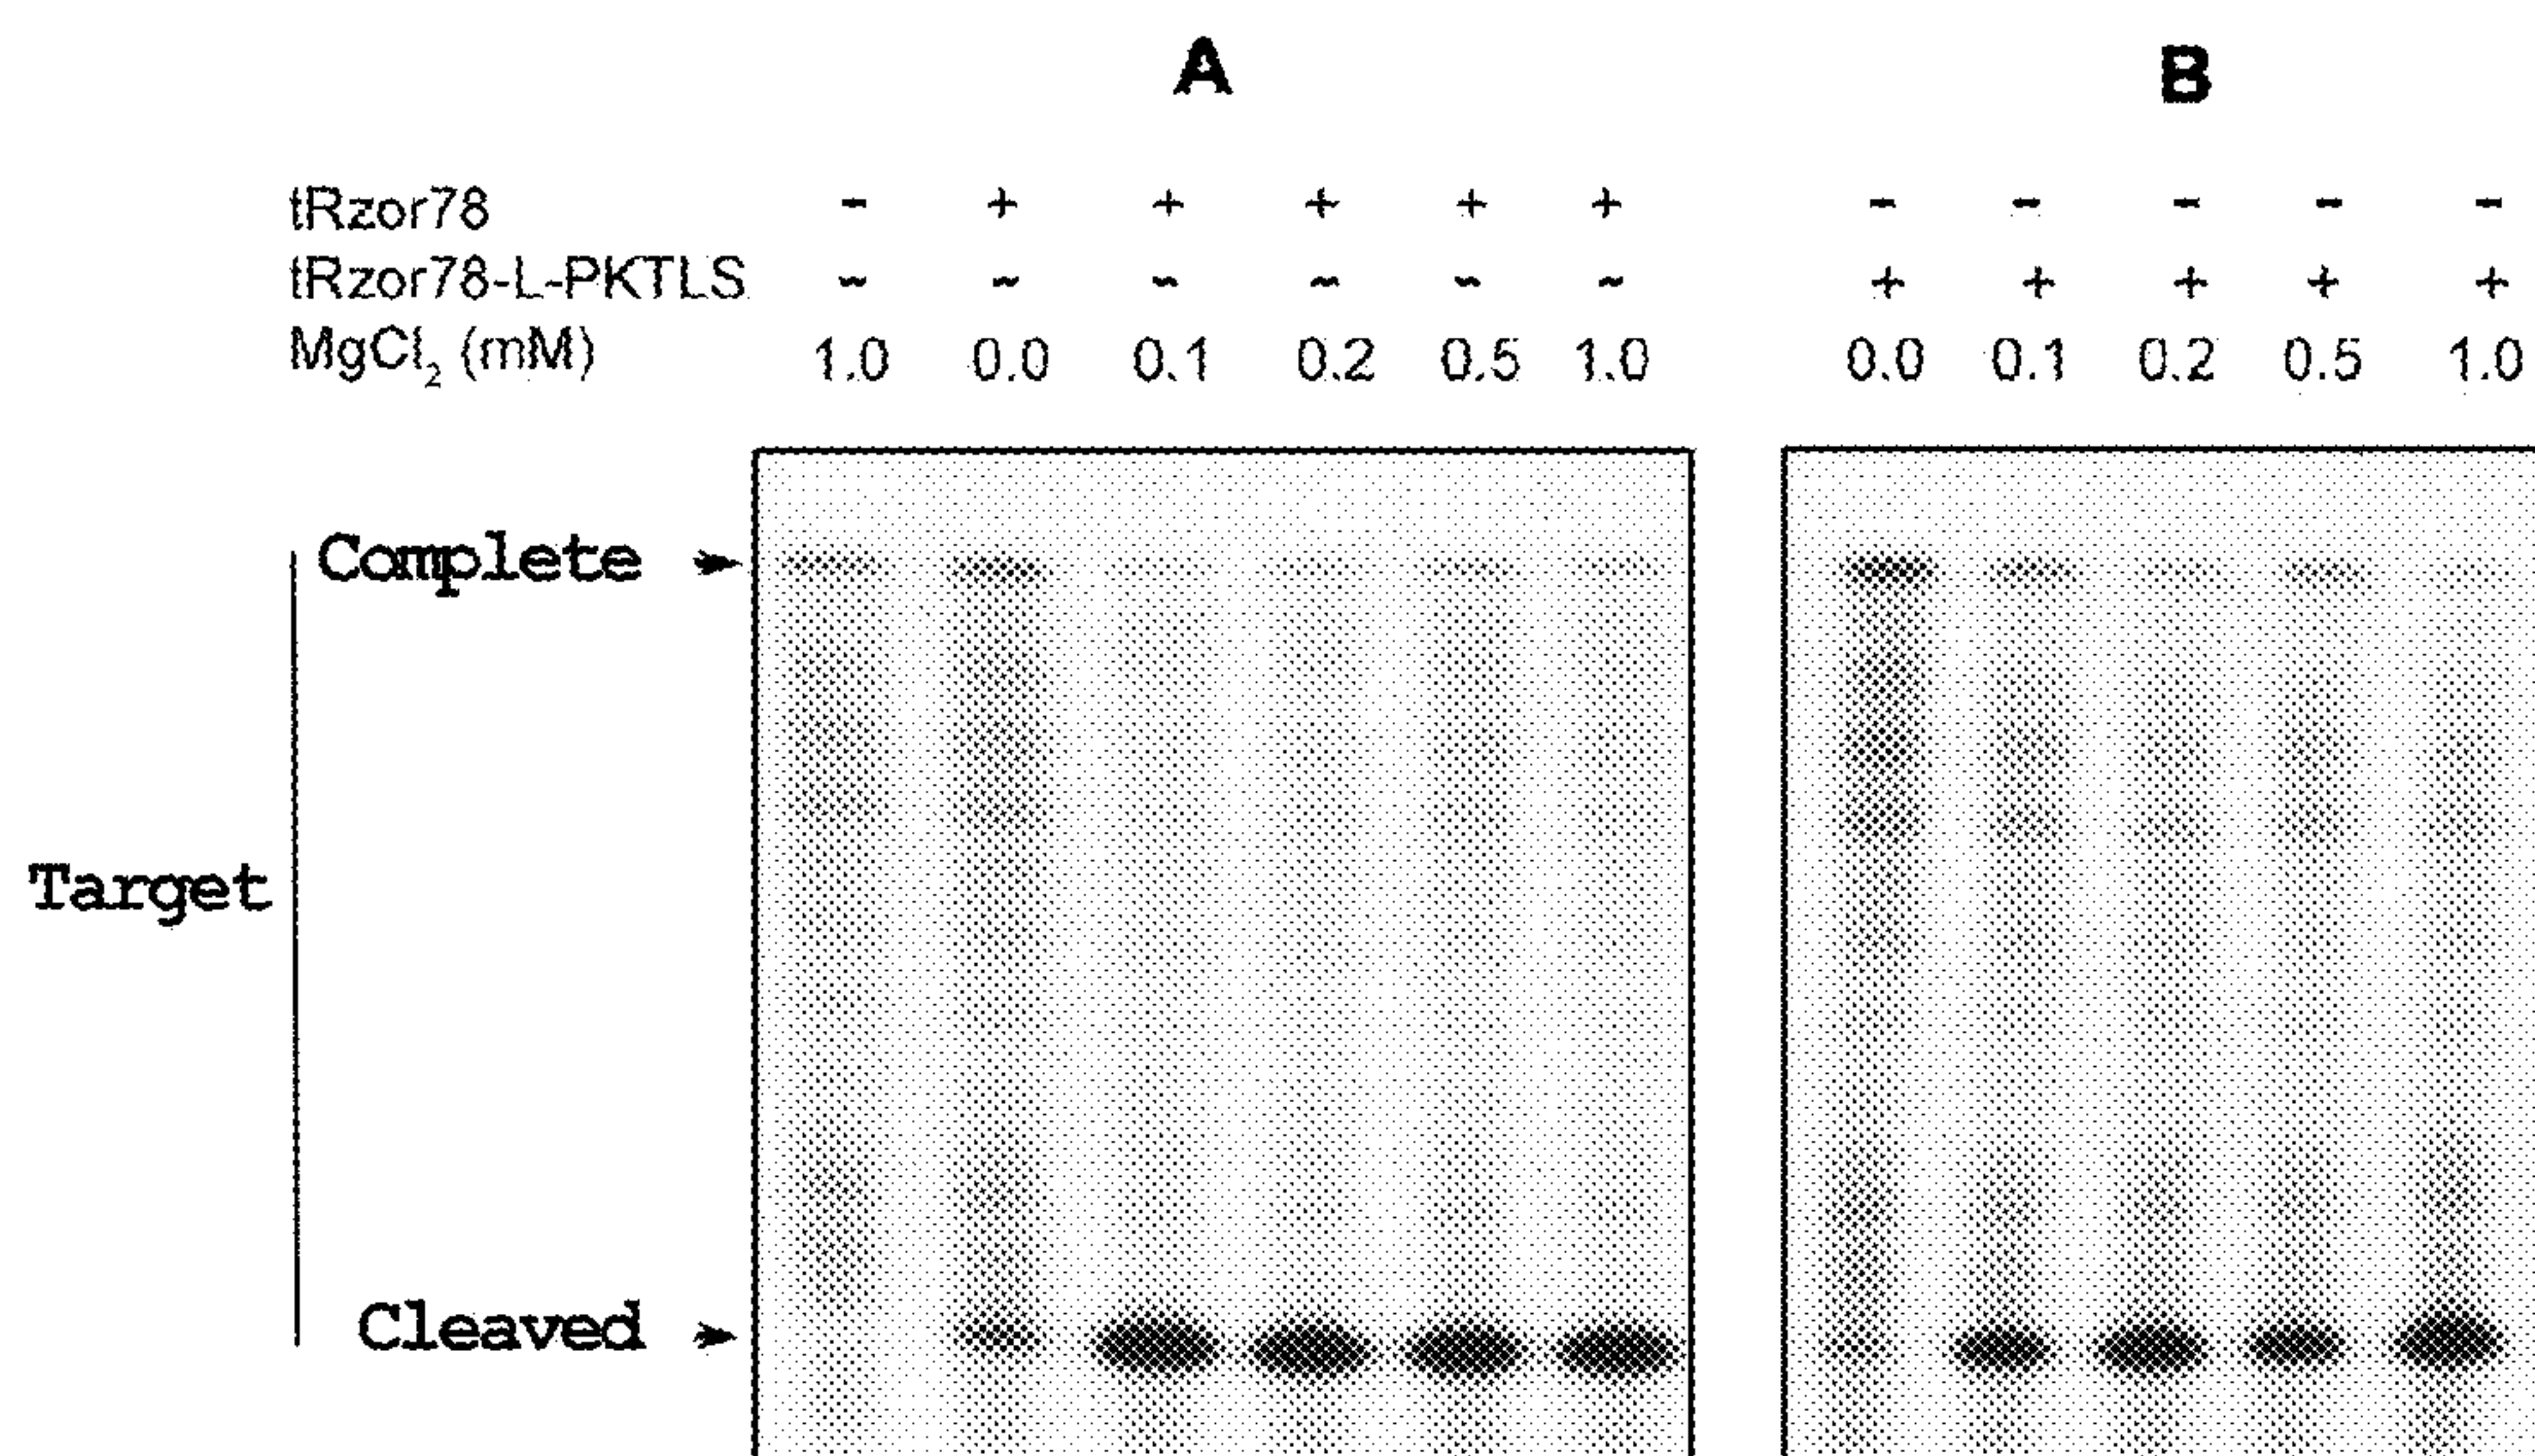 A B
tRzor78 - + + + + + - - - - -
tRzor78-L-PKTLS - - - - - - + + + + +
MgCl₂ (mM) 1.0 0.0 0.1 0.2 0.5 1.0 0.0 0.1 0.2 0.5 1.0
Complete
Target
Cleaved